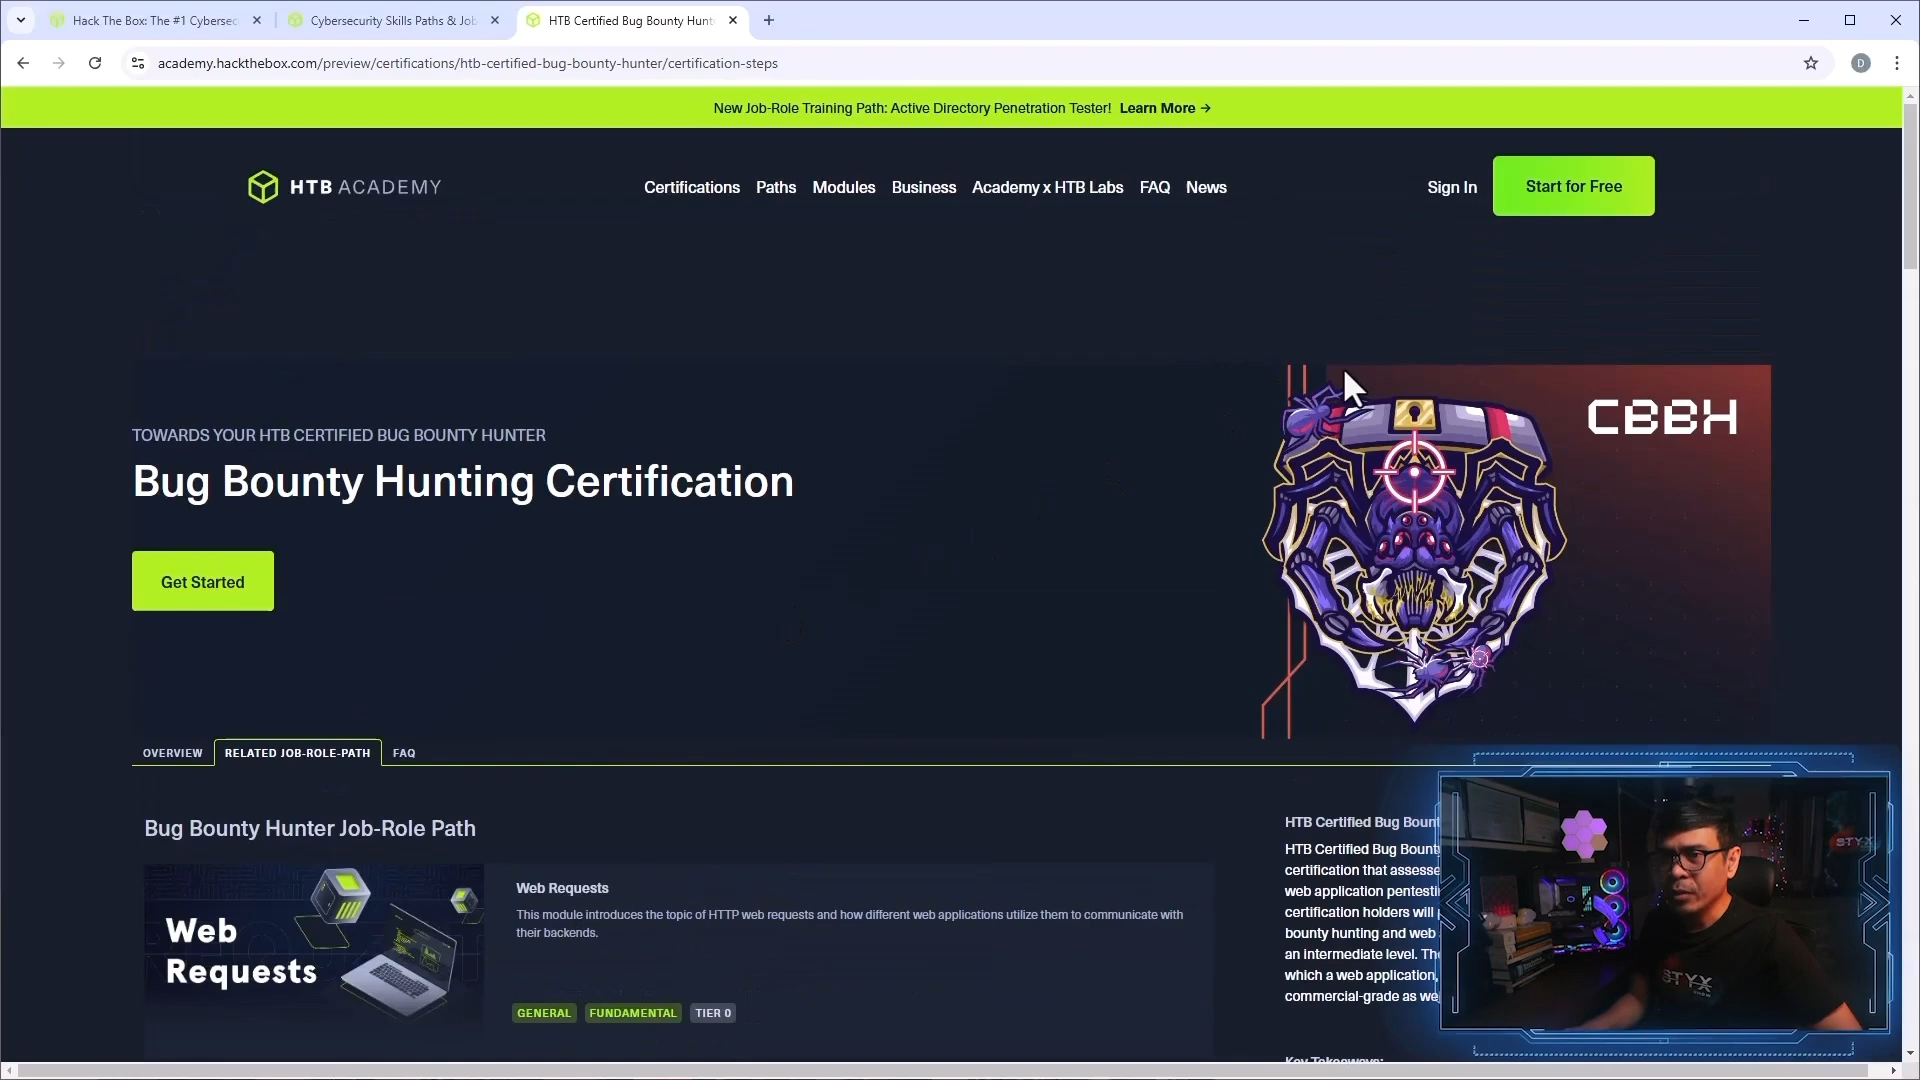 Hack The Box: The #1 Cybersec
Cybersecurity Skills Paths & Job
HTB Certified Bug Bounty Hunt
academy.hackthebox.com/preview/certifications/htb-certified-bug-bounty-hunter/certification-steps
D
New Job-Role Training Path: Active Directory Penetration Tester! Learn More →
HTB ACADEMY
Certifications Paths Modules Business Academy x HTB Labs FAQ News
Sign In
Start for Free
CBBH
TOWARDS YOUR HTB CERTIFIED BUG BOUNTY HUNTER
Bug Bounty Hunting Certification
Get Started
OVERVIEW RELATED JOB-ROLE-PATH FAQ
Bug Bounty Hunter Job-Role Path
Web
Requests
Web Requests
This module introduces the topic of HTTP web requests and how different web applications utilize them to communicate with
their backends.
GENERAL FUNDAMENTAL TIER 0
HTB Certified Bug Bount
HTB Certified Bug Bount
certification that assesse
web application pentesti
certification holders will
bounty hunting and web
an intermediate level. Th
which a web application,
commercial-grade as we
Key Takeaways:
STYX
STYX